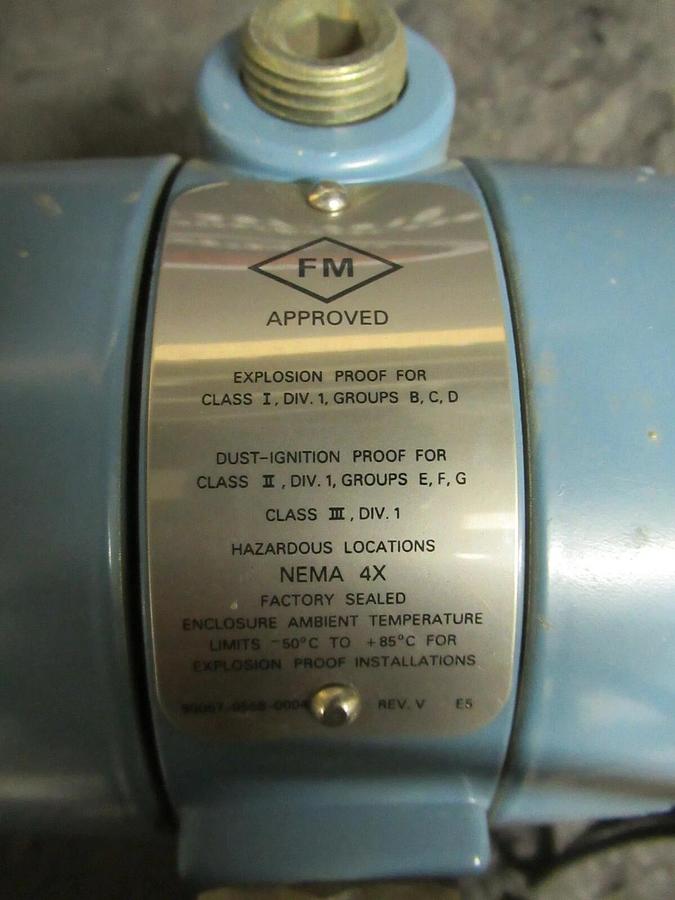 FM
APPROVED
EXPLOSION PROOF FOR
CLASS I, DIV. 1, GROUPS B, C, D
DUST-IGNITION PROOF FOR
CLASS II, DIV. 1, GROUPS E, F, G
CLASS III, DIV. 1
HAZARDOUS LOCATIONS
NEMA 4X
FACTORY SEALED
ENCLOSURE AMBIENT TEMPERATURE
LIMITS -50°C TO +85°C FOR
EXPLOSION PROOF INSTALLATIONS
REV. V E5